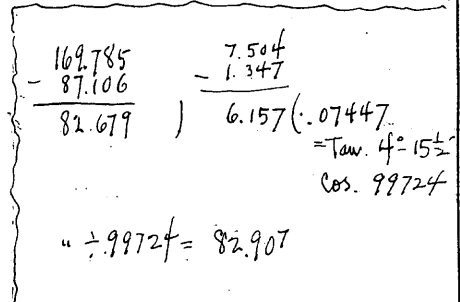 169.785 7.504
- 87.106 - 1.347
82.679 ) 6.157 (.07447
= Tan. 4° 15½'
Cos. 99724
" ÷ .99724 = 82.907